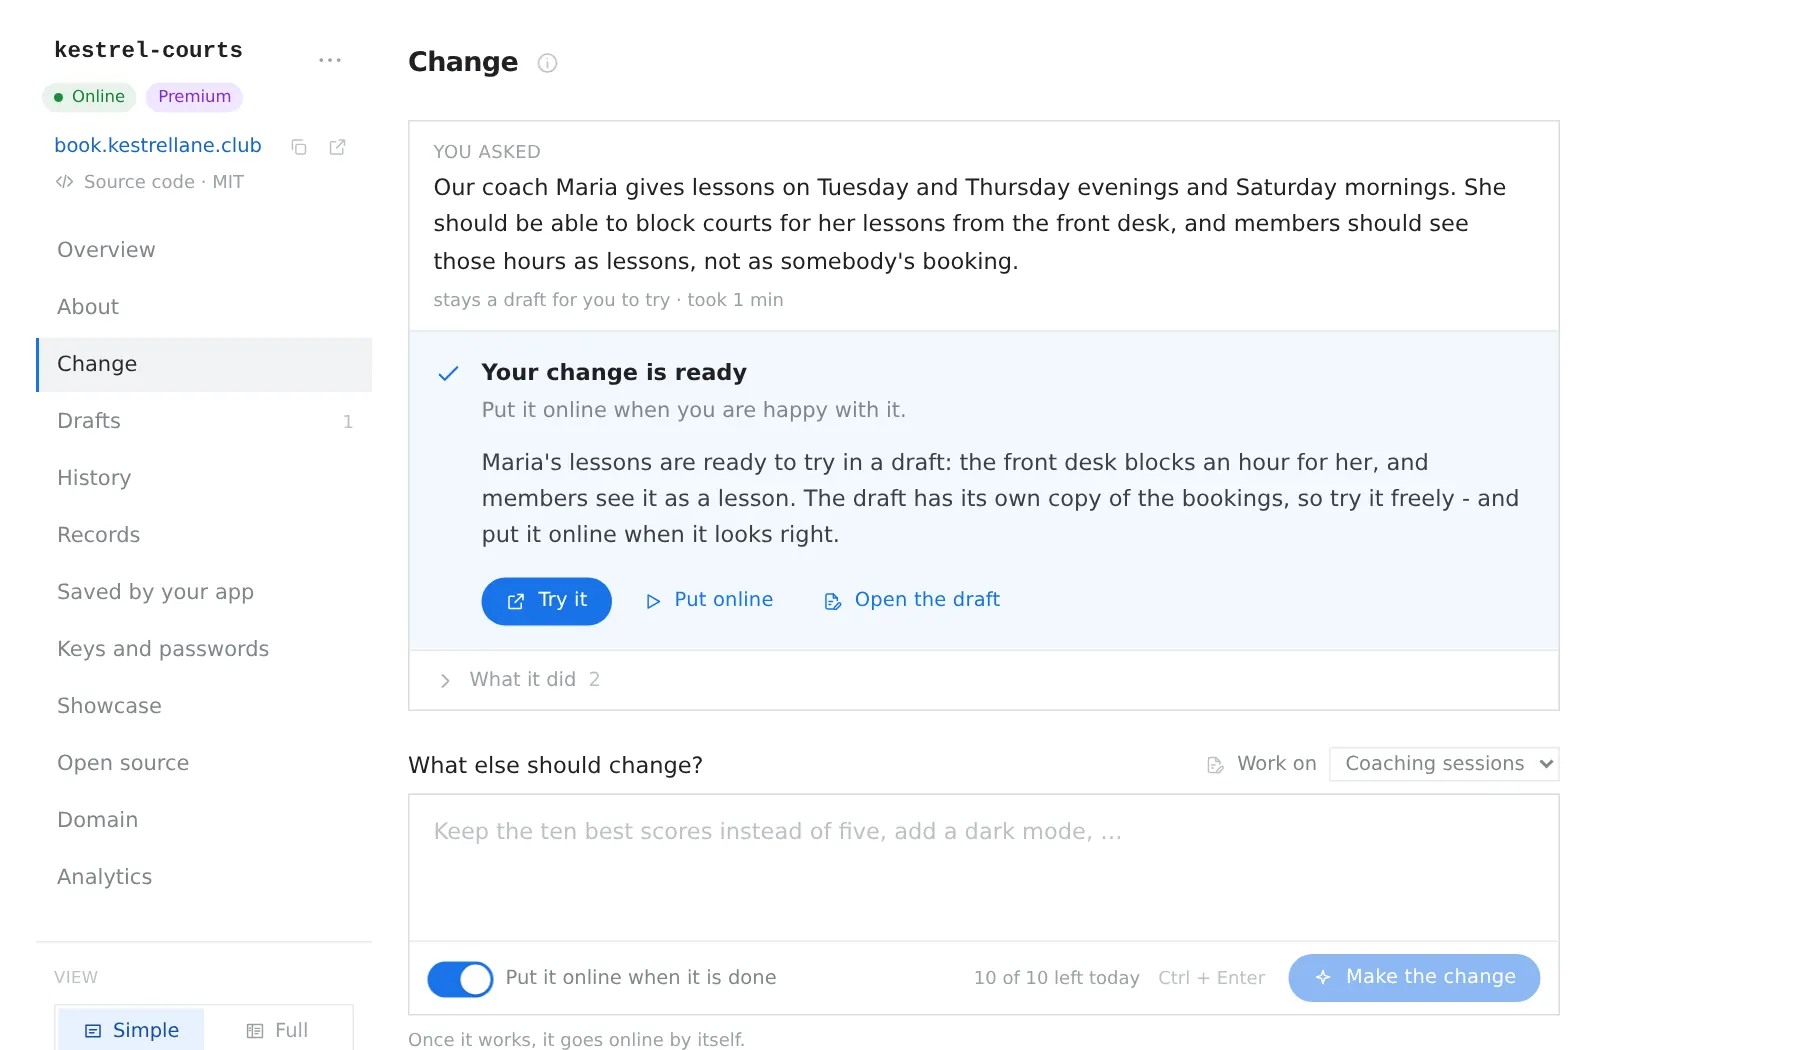 kestrel-courts
Online
Premium
book.kestrellane.club
Source code · MIT
Overview
About
Change
Drafts 1
History
Records
Saved by your app
Keys and passwords
Showcase
Open source
Domain
Analytics
VIEW
Simple
Full
Change
YOU ASKED
Our coach Maria gives lessons on Tuesday and Thursday evenings and Saturday mornings. She
should be able to block courts for her lessons from the front desk, and members should see
those hours as lessons, not as somebody's booking.
stays a draft for you to try · took 1 min
Your change is ready
Put it online when you are happy with it.
Maria's lessons are ready to try in a draft: the front desk blocks an hour for her, and
members see it as a lesson. The draft has its own copy of the bookings, so try it freely - and
put it online when it looks right.
Try it
Put online
Open the draft
What it did 2
What else should change?
Work on
Coaching sessions
Keep the ten best scores instead of five, add a dark mode, …
Put it online when it is done
10 of 10 left today
Ctrl + Enter
Make the change
Once it works, it goes online by itself.